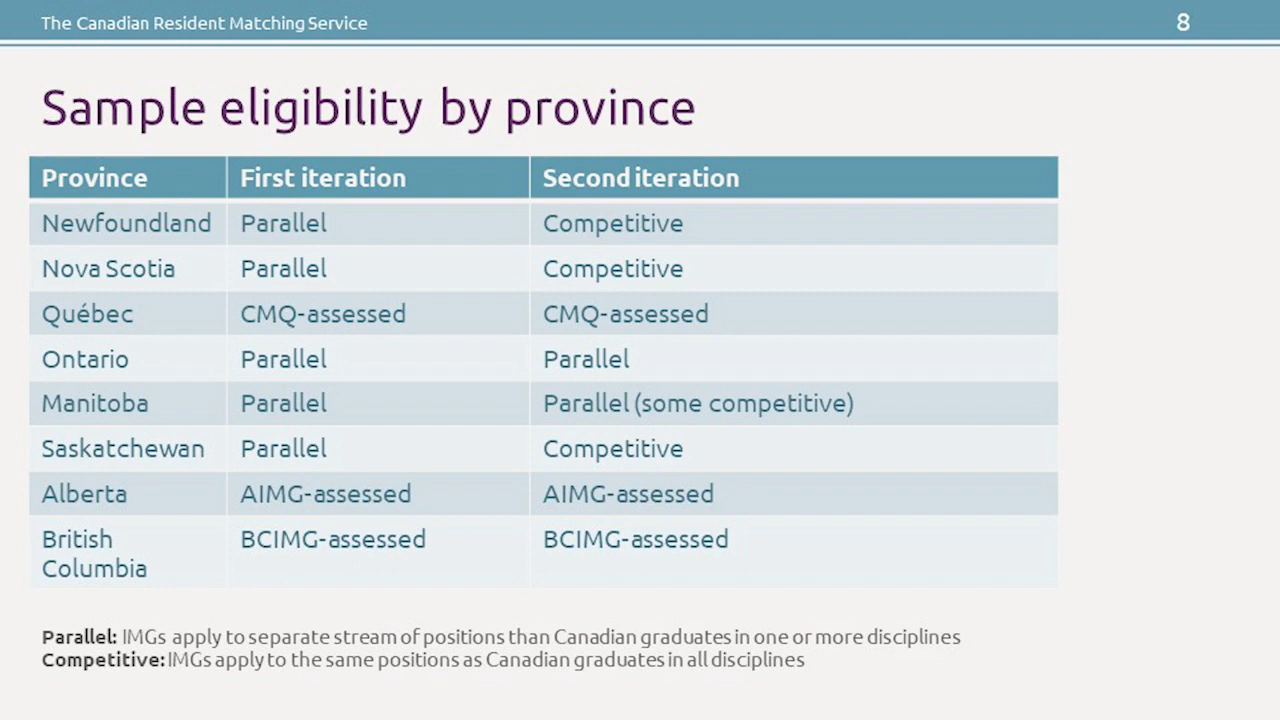 The Canadian Resident Matching Service 8
Sample eligibility by province
Province First iteration Second iteration
Newfoundland Parallel Competitive
Nova Scotia Parallel Competitive
Québec CMQ-assessed CMQ-assessed
Ontario Parallel Parallel
Manitoba Parallel Parallel (some competitive)
Saskatchewan Parallel Competitive
Alberta AIMG-assessed AIMG-assessed
British BCIMG-assessed BCIMG-assessed
Columbia
Parallel: IMGs apply to separate stream of positions than Canadian graduates in one or more disciplines
Competitive: IMGs apply to the same positions as Canadian graduates in all disciplines